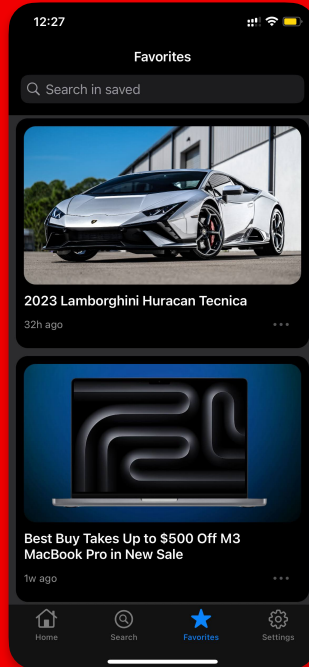 12:27
Favorites
Search in saved
2023 Lamborghini Huracan Tecnica
32h ago
Best Buy Takes Up to $500 Off M3
MacBook Pro in New Sale
1w ago
Home
Search
Favorites
Settings